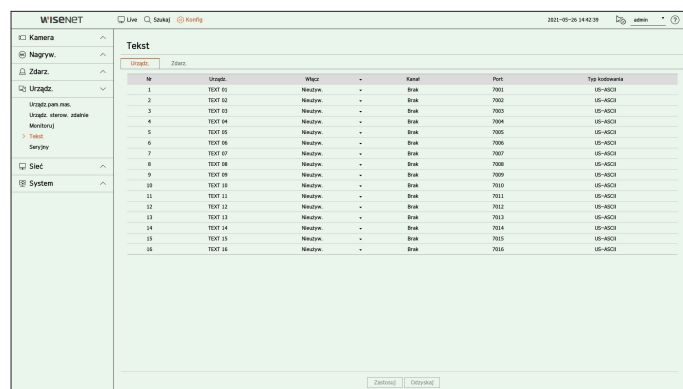 WISENET Live Szukaj Konfig 2021-05-26 14:42:39 admin ?
Kamera
Nagryw.
Zdarz.
Urządz.
Urządz.pam.mas.
Urządz. sterow. zdalnie
Monitoruj
> Tekst
Seryjny
Sieć
System
Tekst
Urządz. Zdarz.
Nr Urządz. Włącz Kanał Port Typ kodowania
1 TEXT 01 Nieużyw. Brak 7001 US-ASCII
2 TEXT 02 Nieużyw. Brak 7002 US-ASCII
3 TEXT 03 Nieużyw. Brak 7003 US-ASCII
4 TEXT 04 Nieużyw. Brak 7004 US-ASCII
5 TEXT 05 Nieużyw. Brak 7005 US-ASCII
6 TEXT 06 Nieużyw. Brak 7006 US-ASCII
7 TEXT 07 Nieużyw. Brak 7007 US-ASCII
8 TEXT 08 Nieużyw. Brak 7008 US-ASCII
9 TEXT 09 Nieużyw. Brak 7009 US-ASCII
10 TEXT 10 Nieużyw. Brak 7010 US-ASCII
11 TEXT 11 Nieużyw. Brak 7011 US-ASCII
12 TEXT 12 Nieużyw. Brak 7012 US-ASCII
13 TEXT 13 Nieużyw. Brak 7013 US-ASCII
14 TEXT 14 Nieużyw. Brak 7014 US-ASCII
15 TEXT 15 Nieużyw. Brak 7015 US-ASCII
16 TEXT 16 Nieużyw. Brak 7016 US-ASCII
Zastosuj Odzyskaj